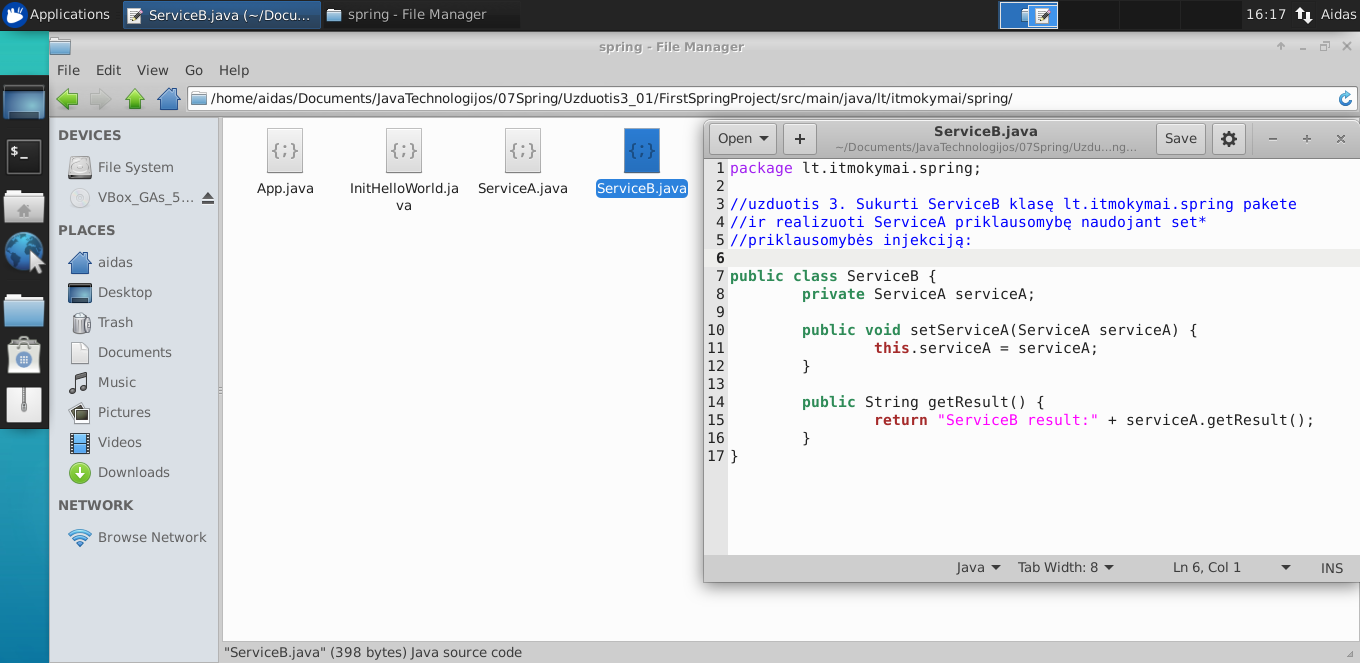 Applications
ServiceB.java (~/Docu...
spring - File Manager
16:17
Aidas
spring - File Manager
File Edit View Go Help
/home/aidas/Documents/JavaTechnologijos/07Spring/Uzduotis3_01/FirstSpringProject/src/main/java/lt/itmokymai/spring/
DEVICES
File System
VBox_GAs_5...
PLACES
aidas
Desktop
Trash
Documents
Music
Pictures
Videos
Downloads
NETWORK
Browse Network
{;} {;} {;} {;}
App.java
InitHelloWorld.ja
va
ServiceA.java
ServiceB.java
Open
+
ServiceB.java
~/Documents/JavaTechnologijos/07Spring/Uzdu...ng...
Save
1 package lt.itmokymai.spring;
2
3 //uzduotis 3. Sukurti ServiceB klasę lt.itmokymai.spring pakete
4 //ir realizuoti ServiceA priklausomybę naudojant set*
5 //priklausomybės injekciją:
6
7 public class ServiceB {
8 private ServiceA serviceA;
9
10 public void setServiceA(ServiceA serviceA) {
11 this.serviceA = serviceA;
12 }
13
14 public String getResult() {
15 return "ServiceB result:" + serviceA.getResult();
16 }
17 }
Java Tab Width: 8 Ln 6, Col 1 INS
"ServiceB.java" (398 bytes) Java source code